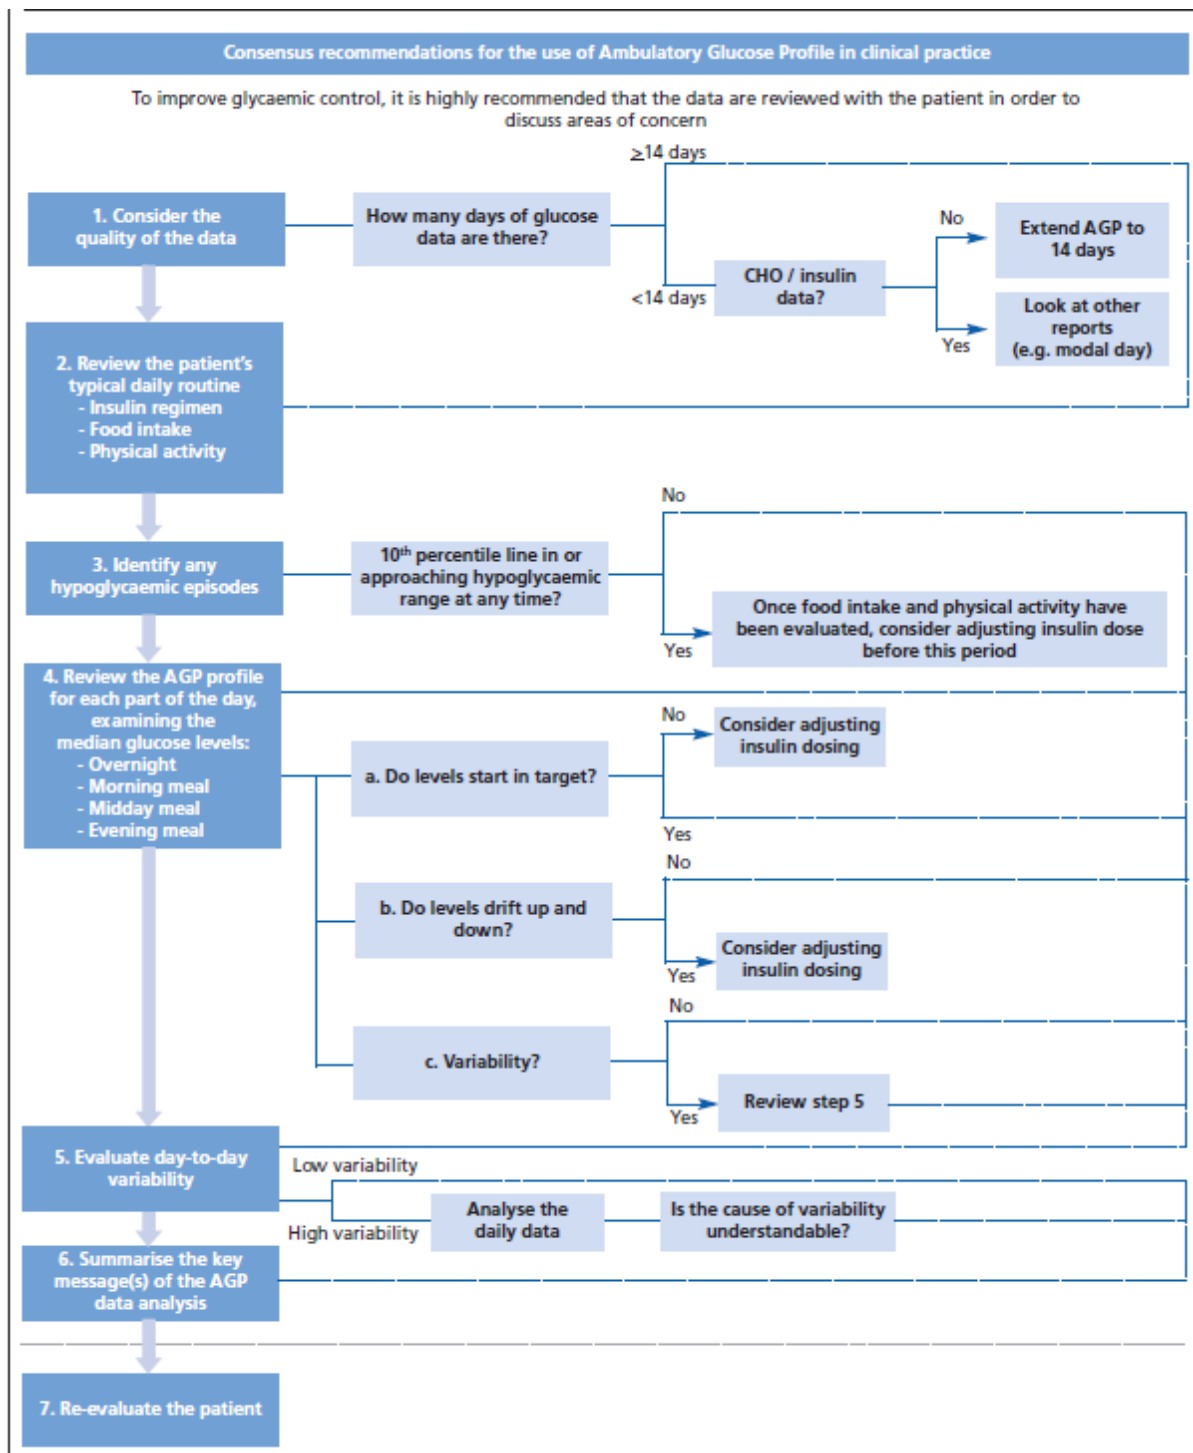 Consensus recommendations for the use of Ambulatory Glucose Profile in clinical practice
To improve glycaemic control, it is highly recommended that the data are reviewed with the patient in order to
discuss areas of concern
≥14 days
1. Consider the
quality of the data
How many days of glucose
data are there?
<14 days
CHO / insulin
data?
No
Extend AGP to
14 days
Yes
Look at other
reports
(e.g. modal day)
2. Review the patient's
typical daily routine
- Insulin regimen
- Food intake
- Physical activity
3. Identify any
hypoglycaemic episodes
10th percentile line in or
approaching hypoglycaemic
range at any time?
No
Yes
Once food intake and physical activity have
been evaluated, consider adjusting insulin dose
before this period
4. Review the AGP profile
for each part of the day,
examining the
median glucose levels:
- Overnight
- Morning meal
- Midday meal
- Evening meal
a. Do levels start in target?
No
Consider adjusting
insulin dosing
Yes
b. Do levels drift up and
down?
No
Yes
Consider adjusting
insulin dosing
c. Variability?
No
Yes
Review step 5
5. Evaluate day-to-day
variability
Low variability
High variability
Analyse the
daily data
Is the cause of variability
understandable?
6. Summarise the key
message(s) of the AGP
data analysis
7. Re-evaluate the patient